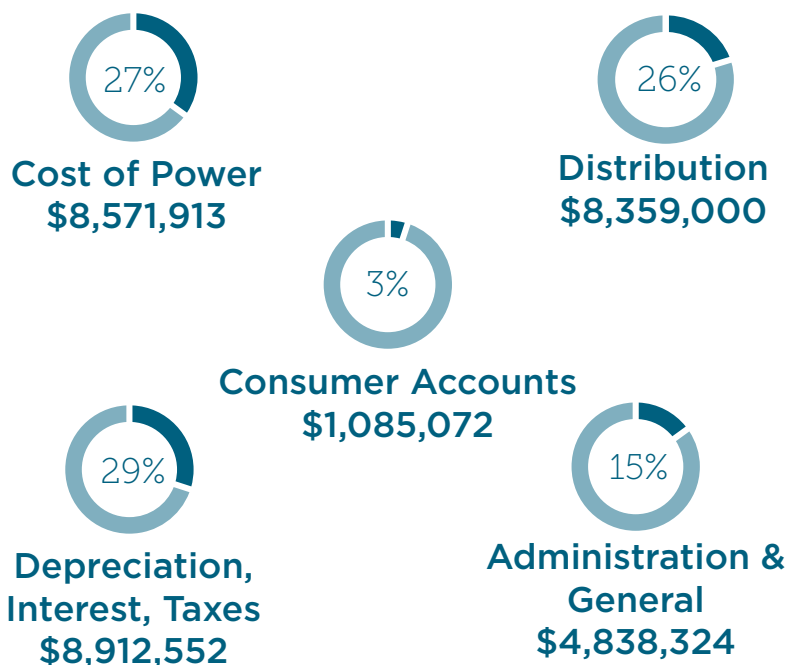 27%
Cost of Power
$8,571,913
26%
Distribution
$8,359,000
3%
Consumer Accounts
$1,085,072
29%
Depreciation,
Interest, Taxes
$8,912,552
15%
Administration &
General
$4,838,324